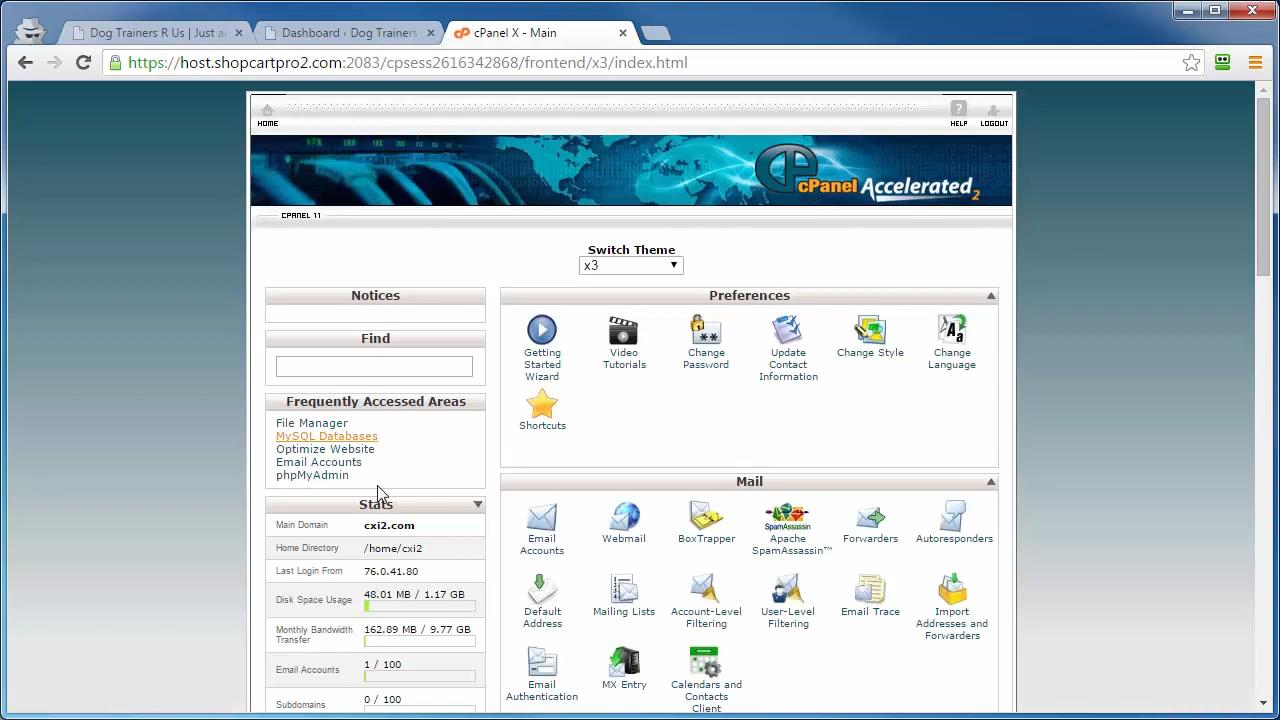 Dog Trainers R Us | Just a
Dashboard ‹ Dog Trainers
cPanel X - Main
https://host.shopcartpro2.com:2083/cpsess2616342868/frontend/x3/index.html
HOME
HELP
LOGOUT
cPanel Accelerated 2
CPANEL 11
Switch Theme
x3
Notices
Find
Frequently Accessed Areas
File Manager
MySQL Databases
Optimize Website
Email Accounts
phpMyAdmin
Stats
Main Domain cxi2.com
Home Directory /home/cxi2
Last Login From 76.0.41.80
Disk Space Usage 48.01 MB / 1.17 GB
Monthly Bandwidth
Transfer
162.89 MB / 9.77 GB
Email Accounts 1 / 100
Subdomains 0 / 100
Preferences
Getting
Started
Wizard
Video
Tutorials
Change
Password
Update
Contact
Information
Change Style
Change
Language
Shortcuts
Mail
Email
Accounts
Webmail
BoxTrapper
SpamAssassin
Apache
SpamAssassin™
Forwarders
Autoresponders
Default
Address
Mailing Lists
Account-Level
Filtering
User-Level
Filtering
Email Trace
Import
Addresses and
Forwarders
Email
Authentication
MX Entry
Calendars and
Contacts
Client